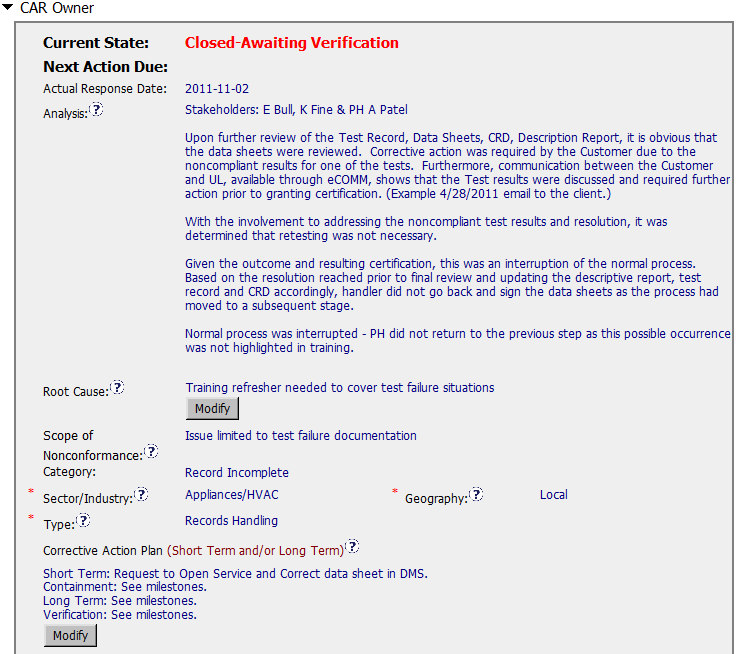 CAR Owner
Current State: Closed-Awaiting Verification
Next Action Due:
Actual Response Date: 2011-11-02
Analysis:? Stakeholders: E Bull, K Fine & PH A Patel
Upon further review of the Test Record, Data Sheets, CRD, Description Report, it is obvious that
the data sheets were reviewed.  Corrective action was required by the Customer due to the
noncompliant results for one of the tests.  Furthermore, communication between the Customer
and UL, available through eCOMM, shows that the Test results were discussed and required further
action prior to granting certification. (Example 4/28/2011 email to the client.)
With the involvement to addressing the noncompliant test results and resolution, it was
determined that retesting was not necessary.
Given the outcome and resulting certification, this was an interruption of the normal process.
Based on the resolution reached prior to final review and updating the descriptive report, test
record and CRD accordingly, handler did not go back and sign the data sheets as the process had
moved to a subsequent stage.
Normal process was interrupted - PH did not return to the previous step as this possible occurrence
was not highlighted in training.
Root Cause:? Training refresher needed to cover test failure situations
Modify
Scope of Issue limited to test failure documentation
Nonconformance:?
Category: Record Incomplete
* Sector/Industry:? Appliances/HVAC * Geography:? Local
* Type:? Records Handling
Corrective Action Plan (Short Term and/or Long Term)?
Short Term: Request to Open Service and Correct data sheet in DMS.
Containment: See milestones.
Long Term: See milestones.
Verification: See milestones.
Modify